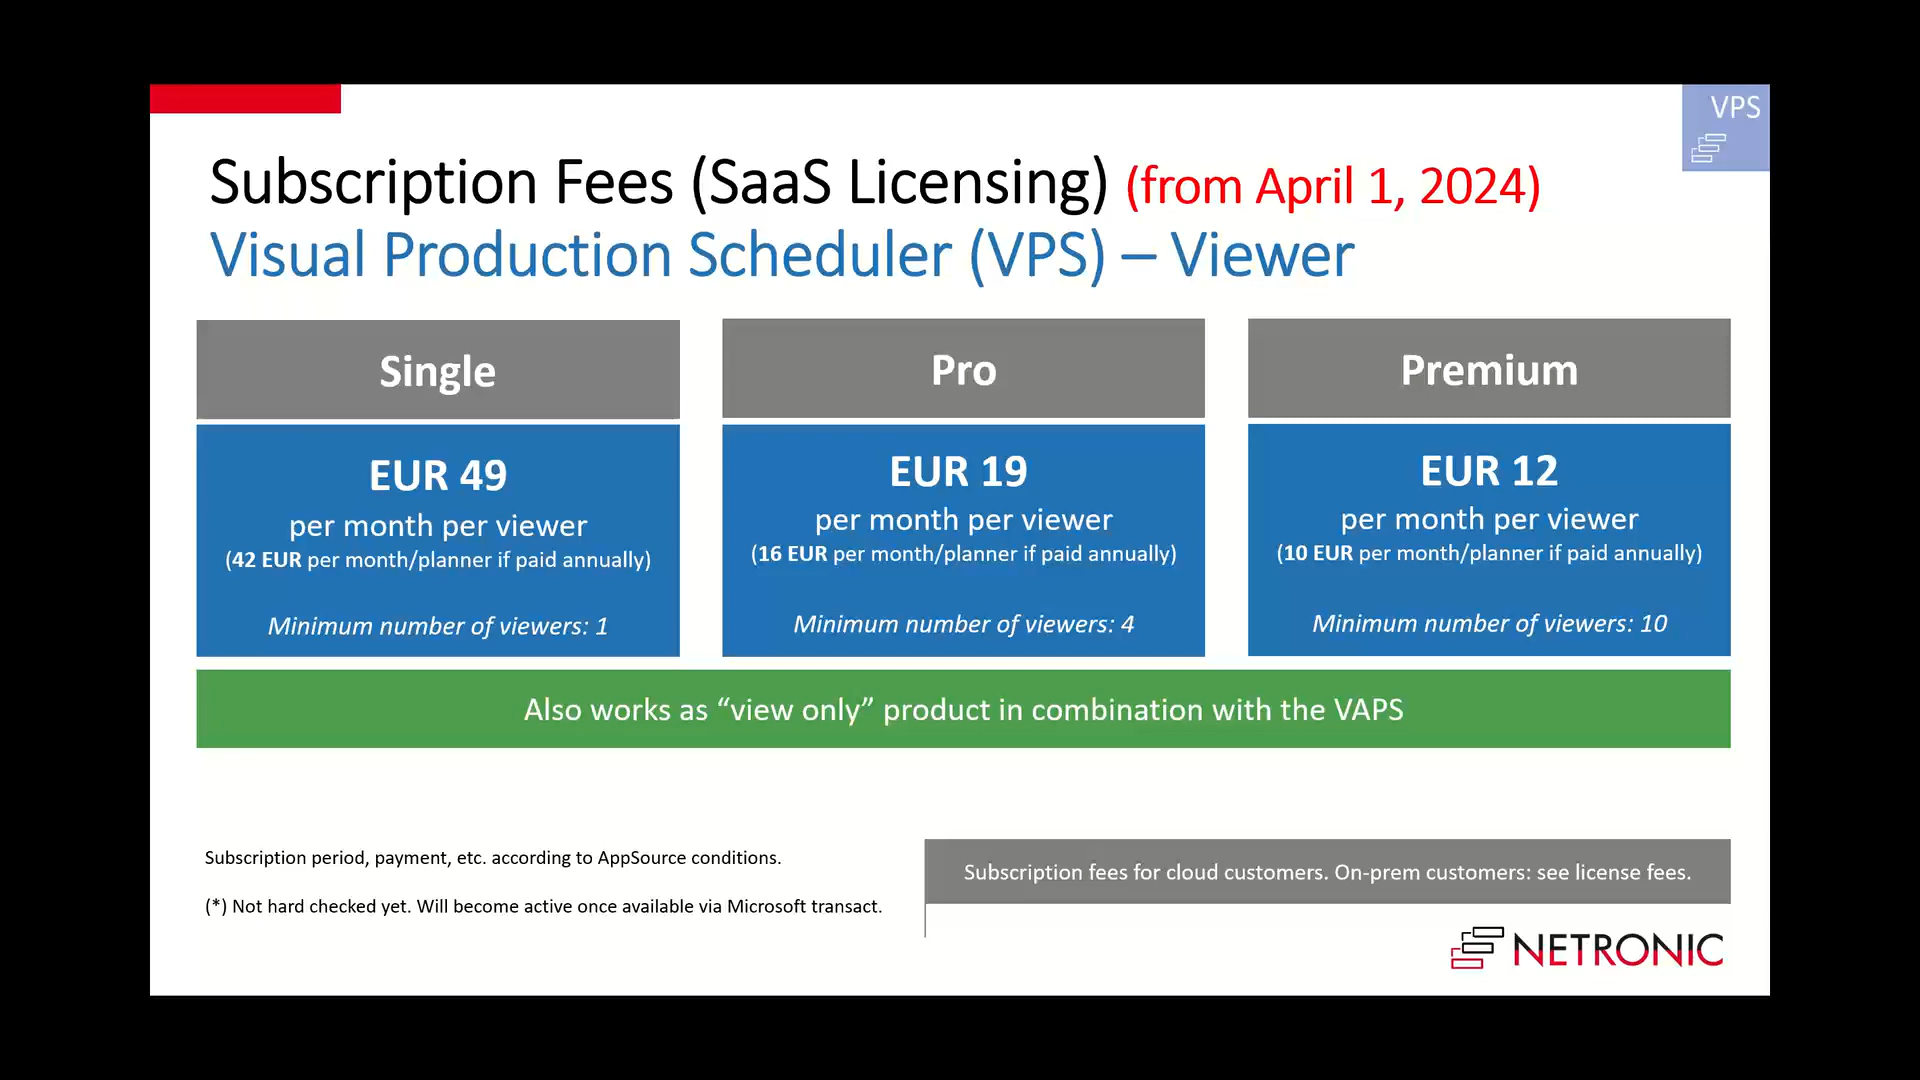 VPS
Subscription Fees (SaaS Licensing) (from April 1, 2024)
Visual Production Scheduler (VPS) – Viewer
Single
EUR 49
per month per viewer
(42 EUR per month/planner if paid annually)
Minimum number of viewers: 1
Pro
EUR 19
per month per viewer
(16 EUR per month/planner if paid annually)
Minimum number of viewers: 4
Premium
EUR 12
per month per viewer
(10 EUR per month/planner if paid annually)
Minimum number of viewers: 10
Also works as “view only” product in combination with the VAPS
Subscription period, payment, etc. according to AppSource conditions.
(*) Not hard checked yet. Will become active once available via Microsoft transact.
Subscription fees for cloud customers. On-prem customers: see license fees.
NETRONIC